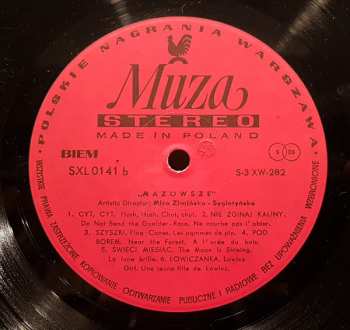 POLSKIE NAGRANIA WARSZAWA
Muza
STEREO
MADE IN POLAND
BIEM
SXL 0141 b
S-3 XW-282
"MAZOWSZE"
Artistic Director: Mira Zimińska - Sygietyńska
1. CYT, CYT, Hush, Hush, Chut, chut. 2. NIE ZGINAJ KALINY.
Do Not Bend the Guelder-Rose, Ne courbe pas l'obier.
3. SZYSZKI, Fing Cones, Les pommes de pin. 4. POD
BOREM, Near the Forest, A l'orée du bois.
5. ŚWIECI MIESIĄC, The Moon is Shining,
La lune brille. 6. ŁOWICZANKA, Łowicz
Girl, Une jeune fille de Łowicz.
WSZELKIE PRAWA ZASTRZEŻONE. KOPIOWANIE, ODTWARZANIE PUBLICZNE I RADIOWE BEZ UPOWAŻNIENIA WZBRONIONE